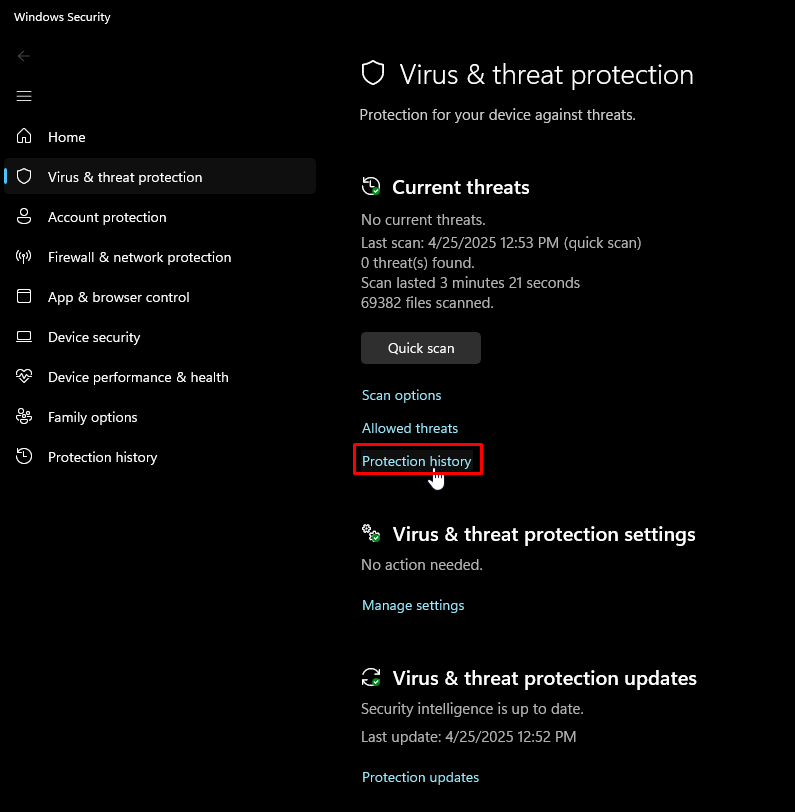 Windows Security
Home
Virus & threat protection
Account protection
Firewall & network protection
App & browser control
Device security
Device performance & health
Family options
Protection history
Virus & threat protection
Protection for your device against threats.
Current threats
No current threats.
Last scan: 4/25/2025 12:53 PM (quick scan)
0 threat(s) found.
Scan lasted 3 minutes 21 seconds
69382 files scanned.
Quick scan
Scan options
Allowed threats
Protection history
Virus & threat protection settings
No action needed.
Manage settings
Virus & threat protection updates
Security intelligence is up to date.
Last update: 4/25/2025 12:52 PM
Protection updates